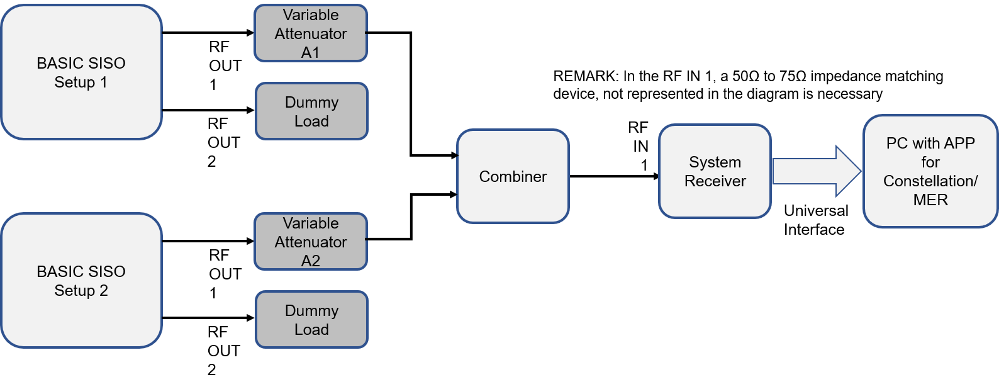 BASIC SISO
Setup 1
RF
OUT
1
RF
OUT
2
Variable
Attenuator
A1
Dummy
Load
BASIC SISO
Setup 2
RF
OUT
1
RF
OUT
2
Variable
Attenuator
A2
Dummy
Load
Combiner
REMARK: In the RF IN 1, a 50Ω to 75Ω impedance matching
device, not represented in the diagram is necessary
RF
IN
1
System
Receiver
Universal
Interface
PC with APP
for
Constellation/
MER